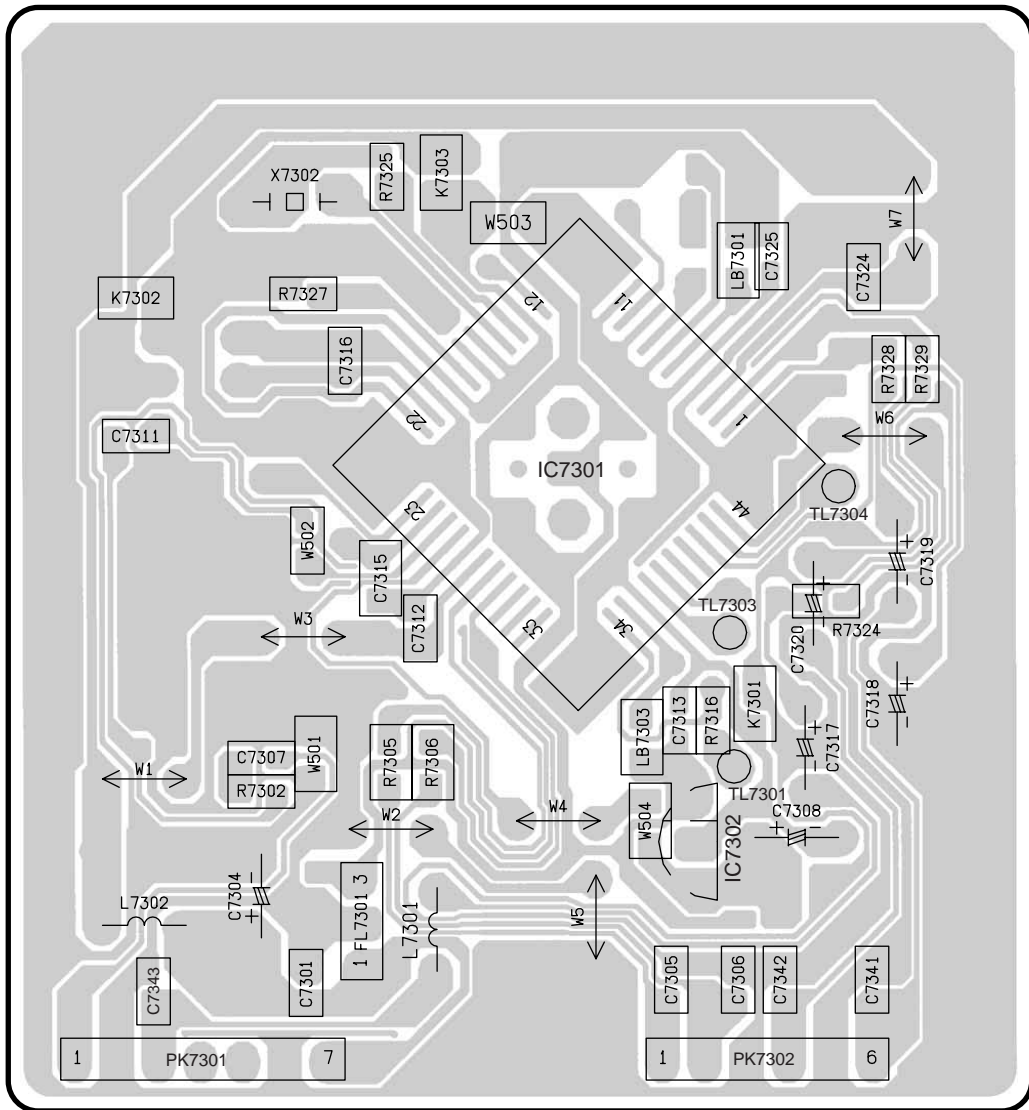 X7302
R7325
K7303
W503
W7
LB7301
C7325
C7324
K7302
R7327
12
11
C7316
R7328
R7329
22
1
W6
C7311
IC7301
TL7304
23
44
W502
C7315
+
C7319
-
TL7303
+
C7320
-
R7324
W3
C7312
33
34
K7301
+
C7318
-
C7307
W501
R7305
R7306
LB7303
C7313
R7316
+
C7317
-
W1
R7302
TL7301
W2
W4
W504
IC7302
C7308
+ -
-
C7304
+
L7302
1 FL7301 3
L7301
W5
C7343
C7301
C7305
C7306
C7342
C7341
1 PK7301 7
1 PK7302 6